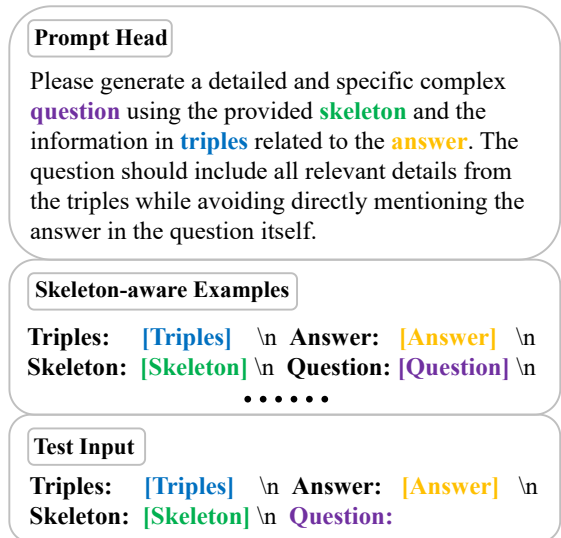 Prompt Head
Please generate a detailed and specific complex
question using the provided skeleton and the
information in triples related to the answer. The
question should include all relevant details from
the triples while avoiding directly mentioning the
answer in the question itself.
Skeleton-aware Examples
Triples: [Triples] \n Answer: [Answer] \n
Skeleton: [Skeleton] \n Question: [Question] \n
• • • • • •
Test Input
Triples: [Triples] \n Answer: [Answer] \n
Skeleton: [Skeleton] \n Question: